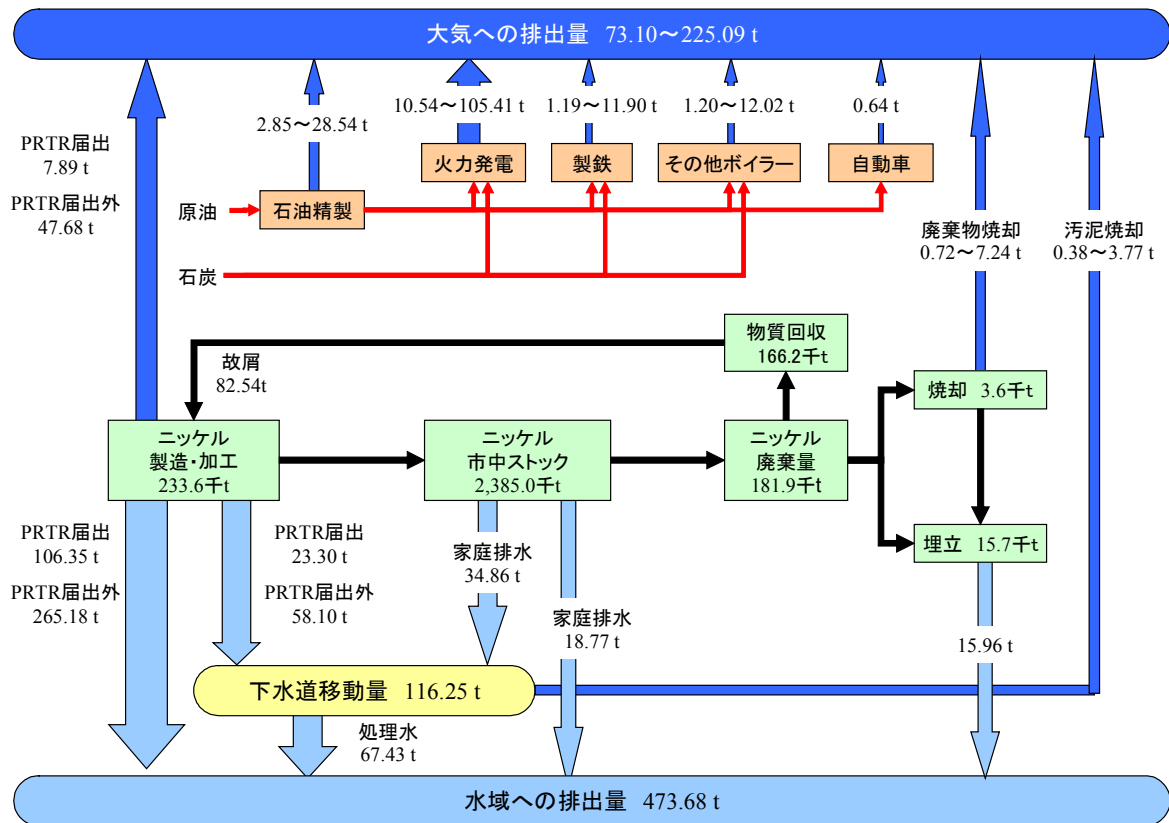 大気への排出量 73.10～225.09 t
PRTR届出
7.89 t
PRTR届出外
47.68 t
2.85～28.54 t
10.54～105.41 t
1.19～11.90 t
1.20～12.02 t
0.64 t
火力発電
製鉄
その他ボイラー
自動車
原油
石油精製
石炭
廃棄物焼却
0.72～7.24 t
汚泥焼却
0.38～3.77 t
物質回収
166.2千t
故屑
82.54t
焼却 3.6千t
ニッケル
製造・加工
233.6千t
ニッケル
市中ストック
2,385.0千t
ニッケル
廃棄量
181.9千t
埋立 15.7千t
PRTR届出
106.35 t
PRTR届出外
265.18 t
PRTR届出
23.30 t
PRTR届出外
58.10 t
家庭排水
34.86 t
家庭排水
18.77 t
15.96 t
下水道移動量 116.25 t
処理水
67.43 t
水域への排出量 473.68 t